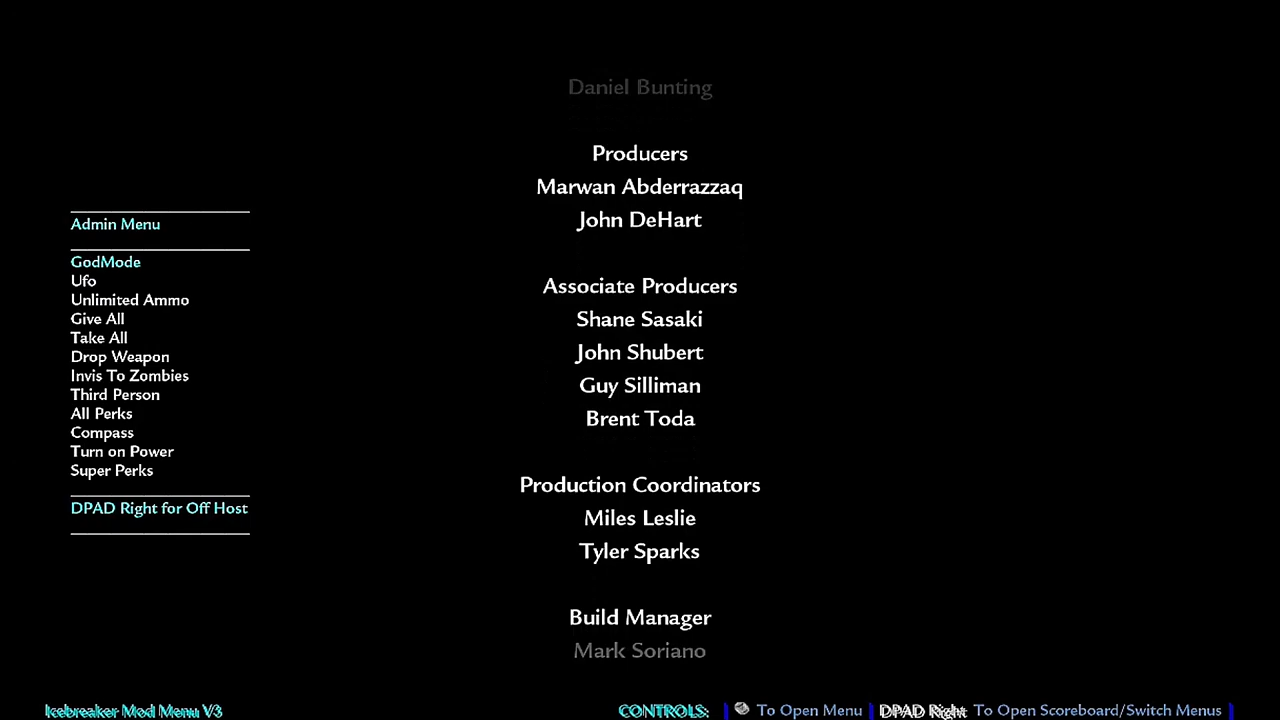 Daniel Bunting
Producers
Marwan Abderrazzaq
John DeHart
Associate Producers
Shane Sasaki
John Shubert
Guy Silliman
Brent Toda
Production Coordinators
Miles Leslie
Tyler Sparks
Build Manager
Mark Soriano
Admin Menu
GodMode
Ufo
Unlimited Ammo
Give All
Take All
Drop Weapon
Invis To Zombies
Third Person
All Perks
Compass
Turn on Power
Super Perks
DPAD Right for Off Host
Icebreaker Mod Menu V3
CONTROLS: To Open Menu | DPAD Right To Open Scoreboard/Switch Menus |